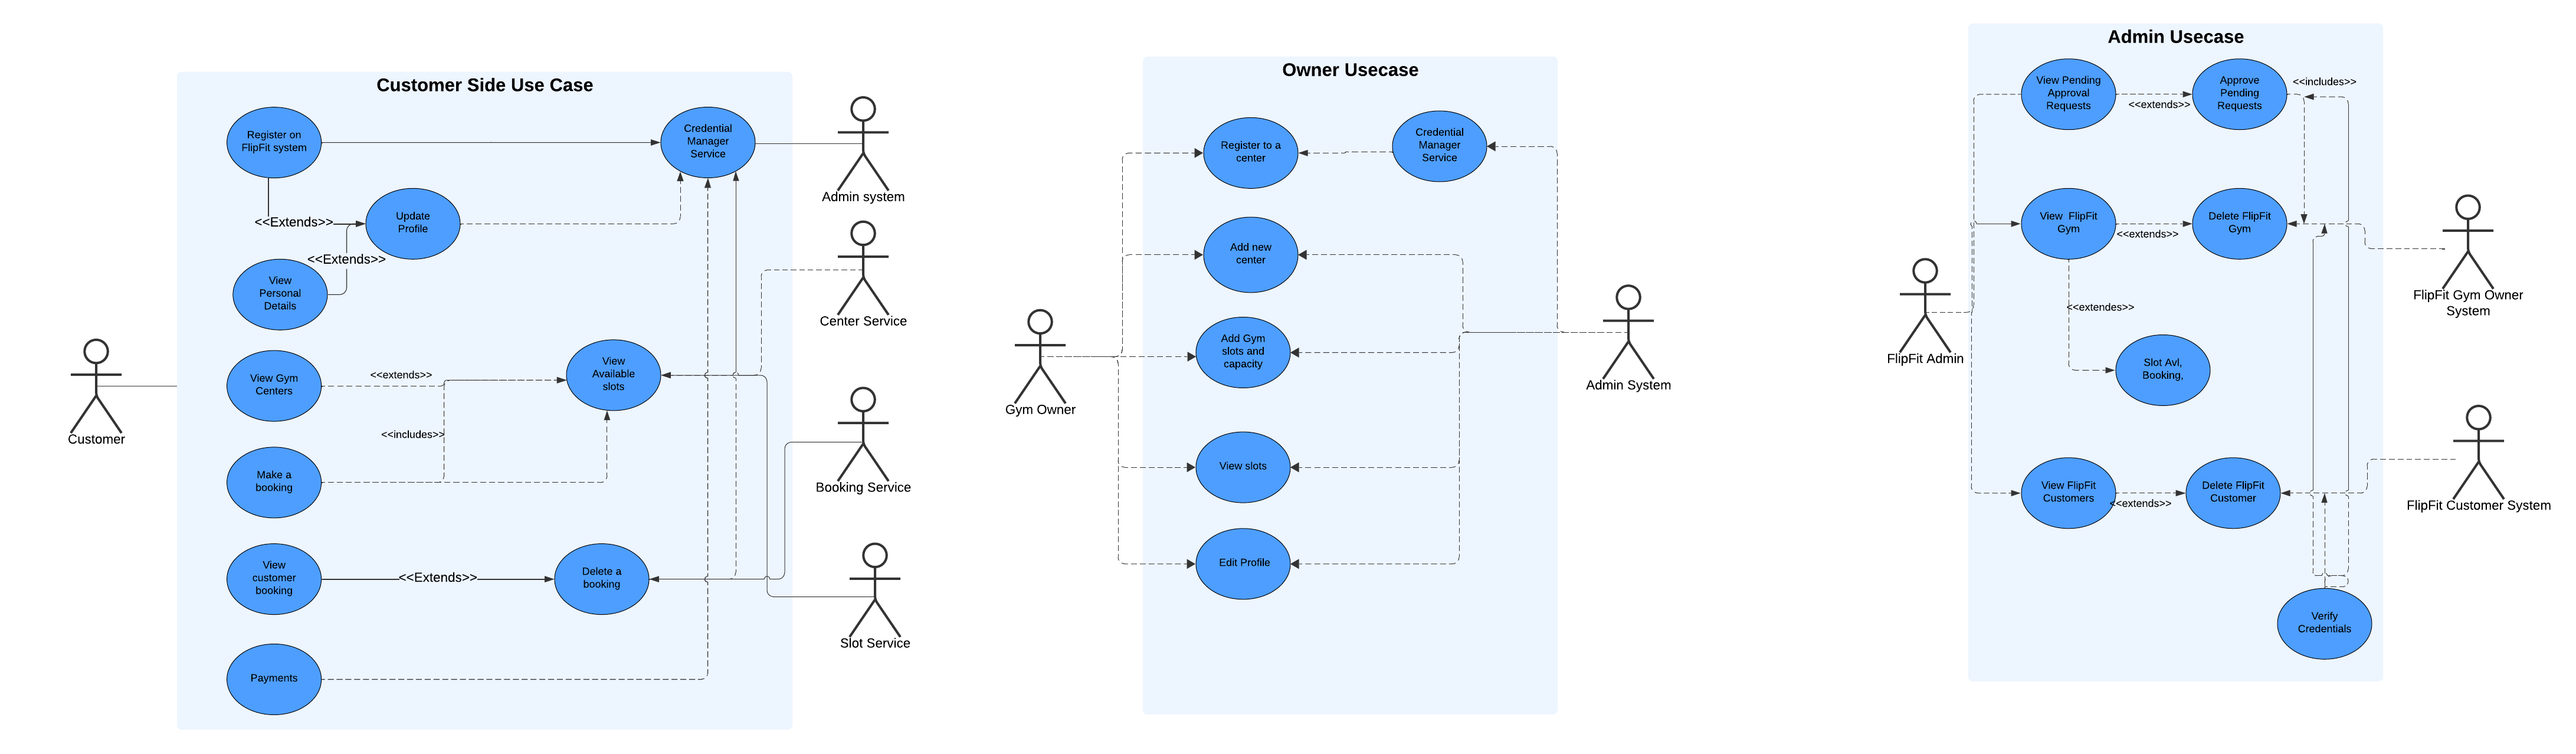 Customer Side Use Case
Register on
FlipFit system
Credential
Manager
Service
Admin system
<<Extends>>
Update
Profile
<<Extends>>
View
Personal
Details
Center Service
Customer
View Gym
Centers
<<extends>>
View
Available
slots
<<includes>>
Make a
booking
Booking Service
View
customer
booking
<<Extends>>
Delete a
booking
Slot Service
Payments
Owner Usecase
Register to a
center
Credential
Manager
Service
Add new
center
Add Gym
slots and
capacity
Gym Owner
Admin System
View slots
Edit Profile
Admin Usecase
View Pending
Approval
Requests
<<extends>>
Approve
Pending
Requests
<<includes>>
View  FlipFit
Gym
<<extends>>
Delete FlipFit
Gym
FlipFit Gym Owner
System
<<extendes>>
FlipFit Admin
Slot Avl,
Booking,
View FlipFit
Customers
<<extends>>
Delete FlipFit
Customer
FlipFit Customer System
Verify
Credentials